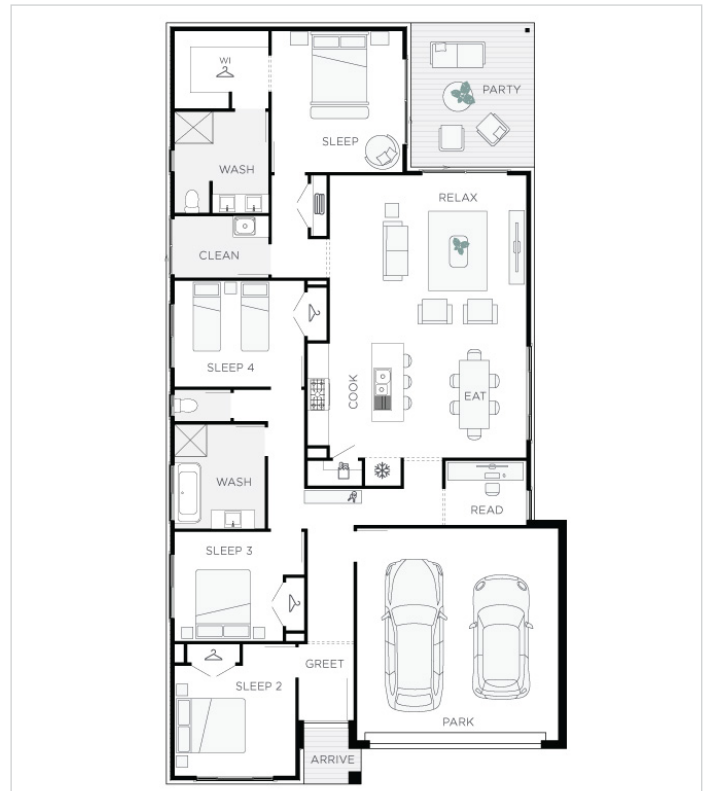 WI
PARTY
SLEEP
WASH
RELAX
CLEAN
SLEEP 4
COOK
EAT
WASH
READ
SLEEP 3
GREET
SLEEP 2
PARK
ARRIVE